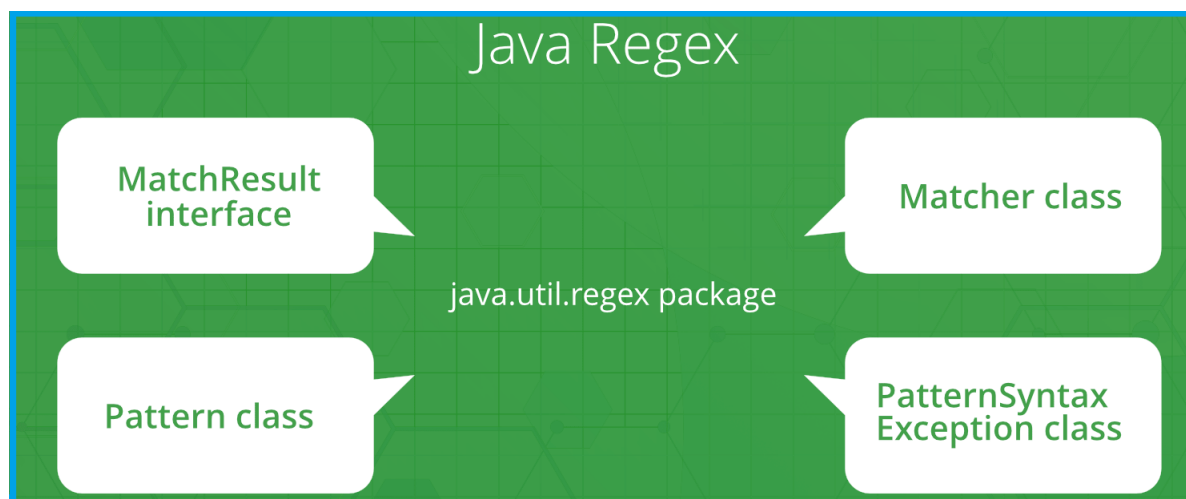 Java Regex
MatchResult
interface
Matcher class
java.util.regex package
Pattern class
PatternSyntax
Exception class